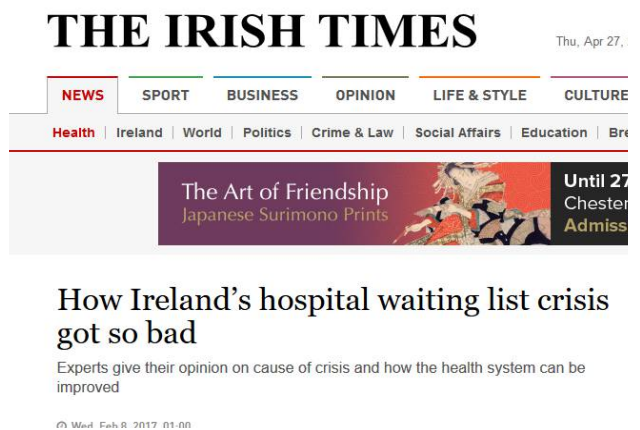 THE IRISH TIMES
Thu, Apr 27,
NEWS SPORT BUSINESS OPINION LIFE & STYLE CULTURE
Health Ireland World Politics Crime & Law Social Affairs Education Bre
The Art of Friendship
Japanese Surimono Prints
Until 27
Chester
Admiss
How Ireland's hospital waiting list crisis
got so bad
Experts give their opinion on cause of crisis and how the health system can be
improved
Wed, Feb 8, 2017, 01:00